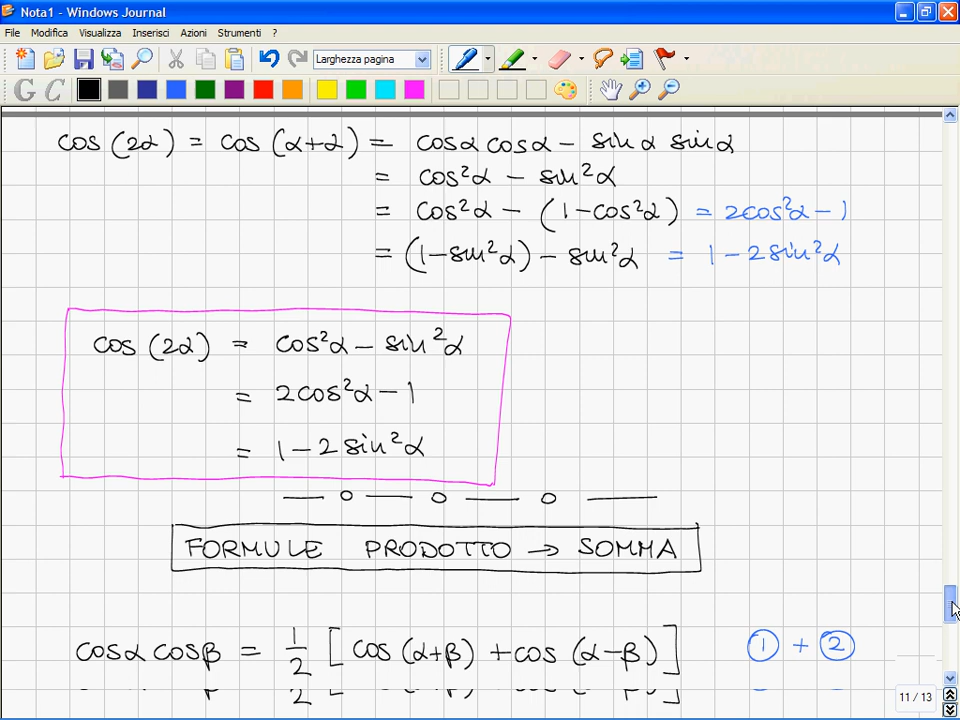 Nota1 - Windows Journal
File Modifica Visualizza Inserisci Azioni Strumenti ?
Larghezza pagina
cos (2α) = cos (α+α) = cosα cosα - sinα sinα
= cos²α - sin²α
= cos²α - (1-cos²α) = 2cos²α - 1
= (1-sin²α) - sin²α = 1 - 2sin²α
cos (2α) = cos²α - sin²α
= 2cos²α - 1
= 1 - 2 sin²α
FORMULE PRODOTTO → SOMMA
cosα cosβ = 1/2 [cos (α+β) + cos (α-β)] ① + ②
11 / 13